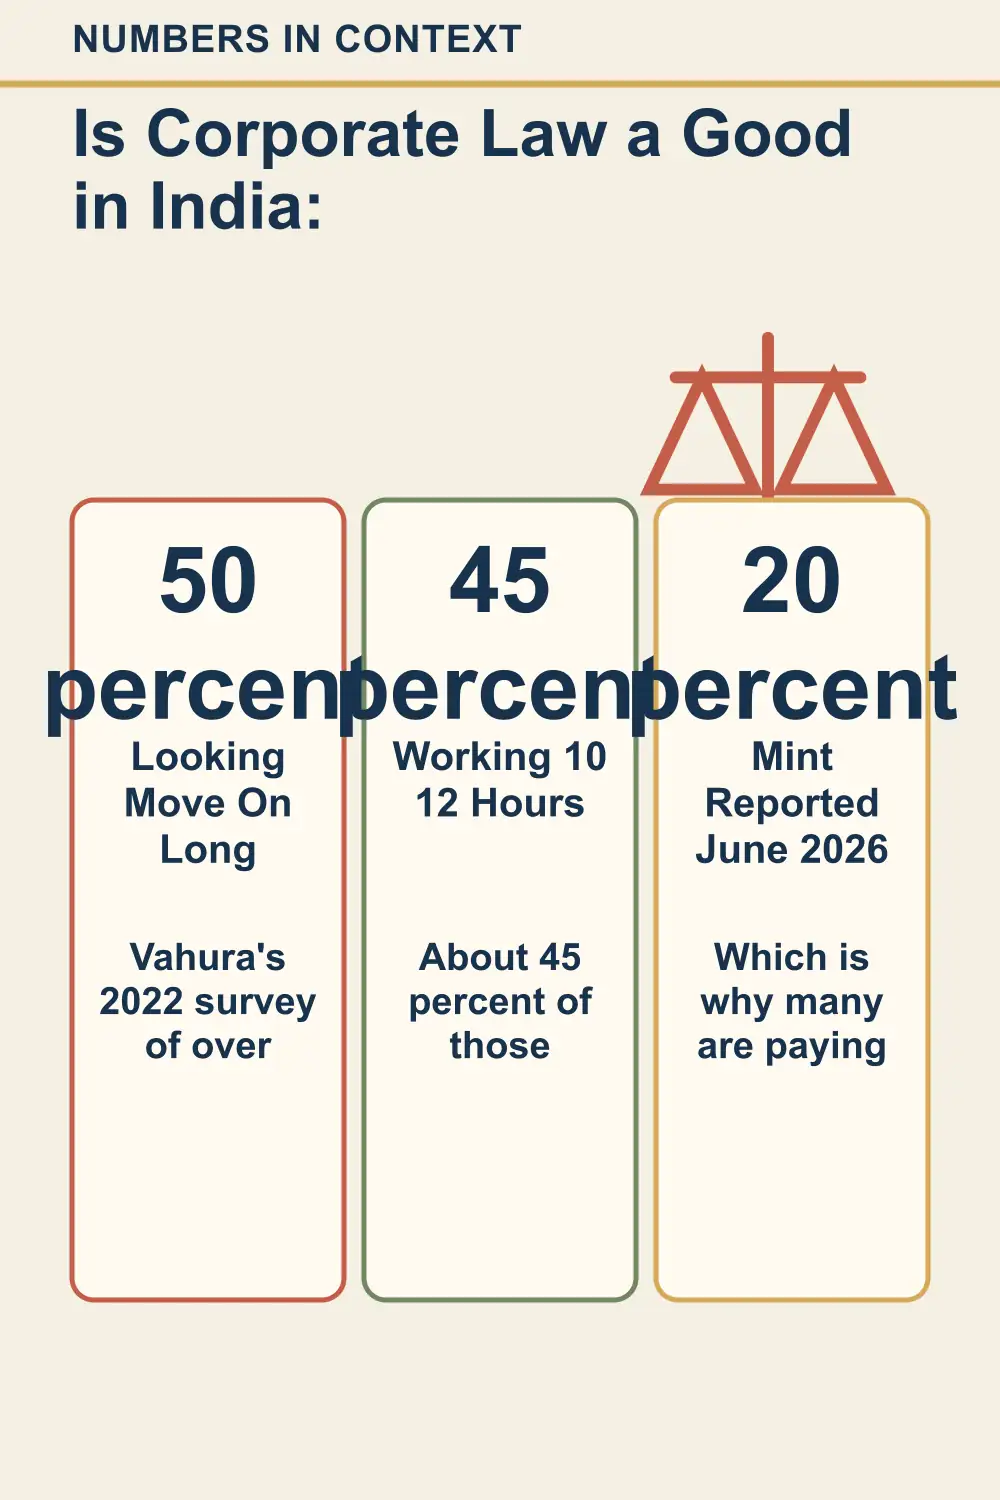 NUMBERS IN CONTEXT
Is Corporate Law a Good
in India:
50
percent
Looking
Move On
Long
Vahura's
2022 survey
of over
45
percent
Working 10
12 Hours
About 45
percent of
those
20
percent
Mint
Reported
June 2026
Which is
why many
are paying